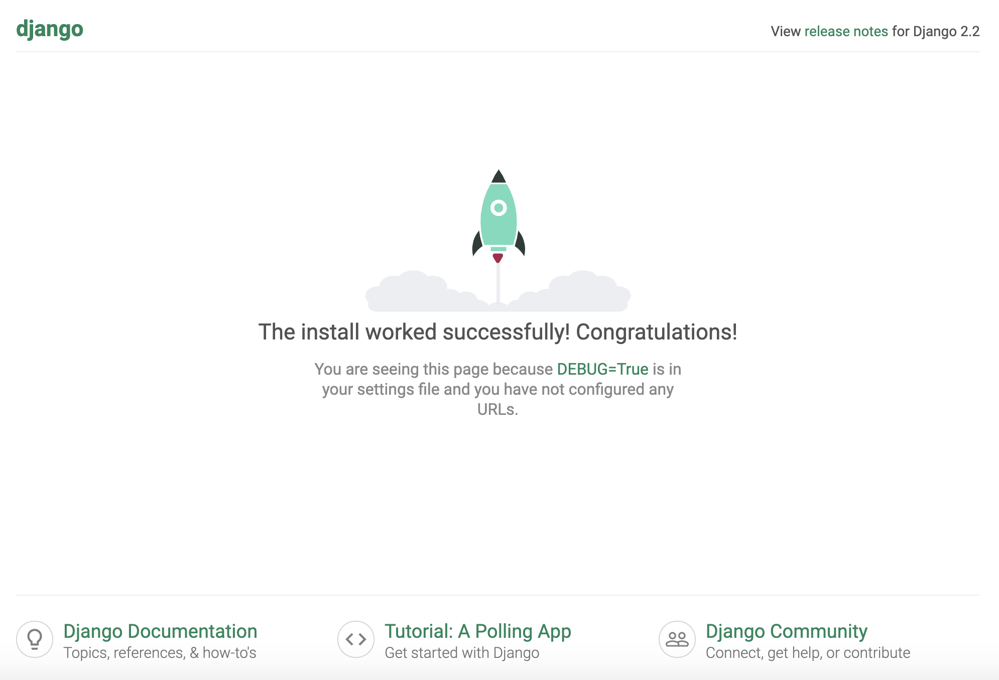 django
View release notes for Django 2.2
The install worked successfully! Congratulations!
You are seeing this page because DEBUG=True is in
your settings file and you have not configured any
URLs.
Django Documentation
Topics, references, & how-to's
Tutorial: A Polling App
Get started with Django
Django Community
Connect, get help, or contribute